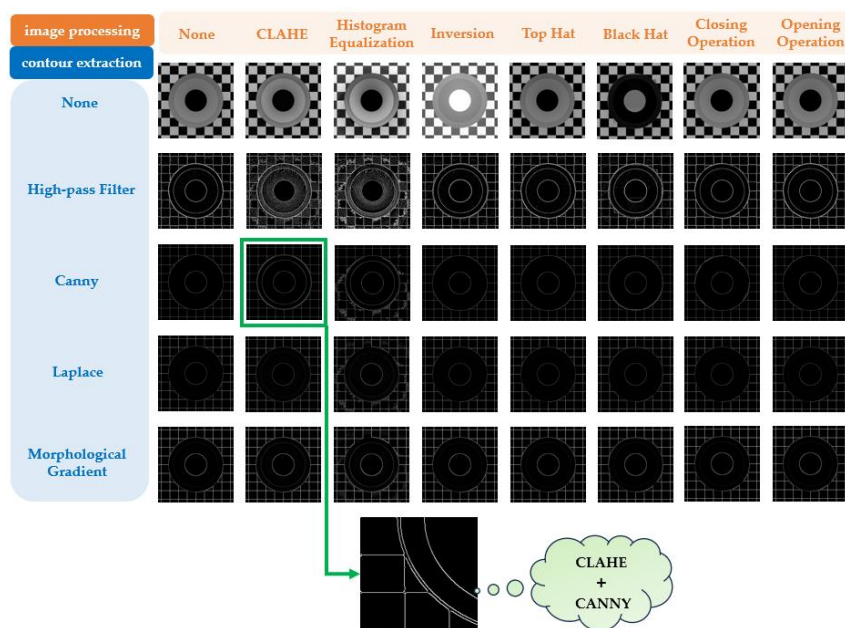 image processing
None
CLAHE
Histogram
Equalization
Inversion
Top Hat
Black Hat
Closing
Operation
Opening
Operation
contour extraction
None
High-pass Filter
Canny
Laplace
Morphological
Gradient
CLAHE
+
CANNY